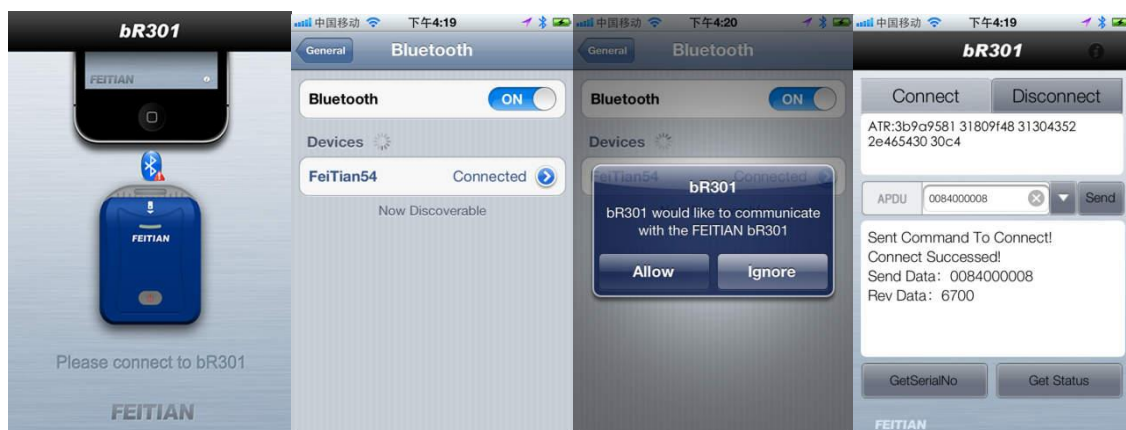 bR301
FEITIAN
FEITIAN
Please connect to bR301
FEITIAN
中国移动 下午4:19
General Bluetooth
Bluetooth ON
Devices
FeiTian54 Connected
Now Discoverable
中国移动 下午4:20
General Bluetooth
Bluetooth ON
Devices
FeiTian54 Connected
bR301
bR301 would like to communicate
with the FEITIAN bR301
Allow Ignore
中国移动 下午4:19
bR301
Connect Disconnect
ATR:3b9a9581 31809f48 31304352
2e465430 30c4
APDU 0084000008 Send
Sent Command To Connect!
Connect Successed!
Send Data: 0084000008
Rev Data: 6700
GetSerialNo Get Status
FEITIAN